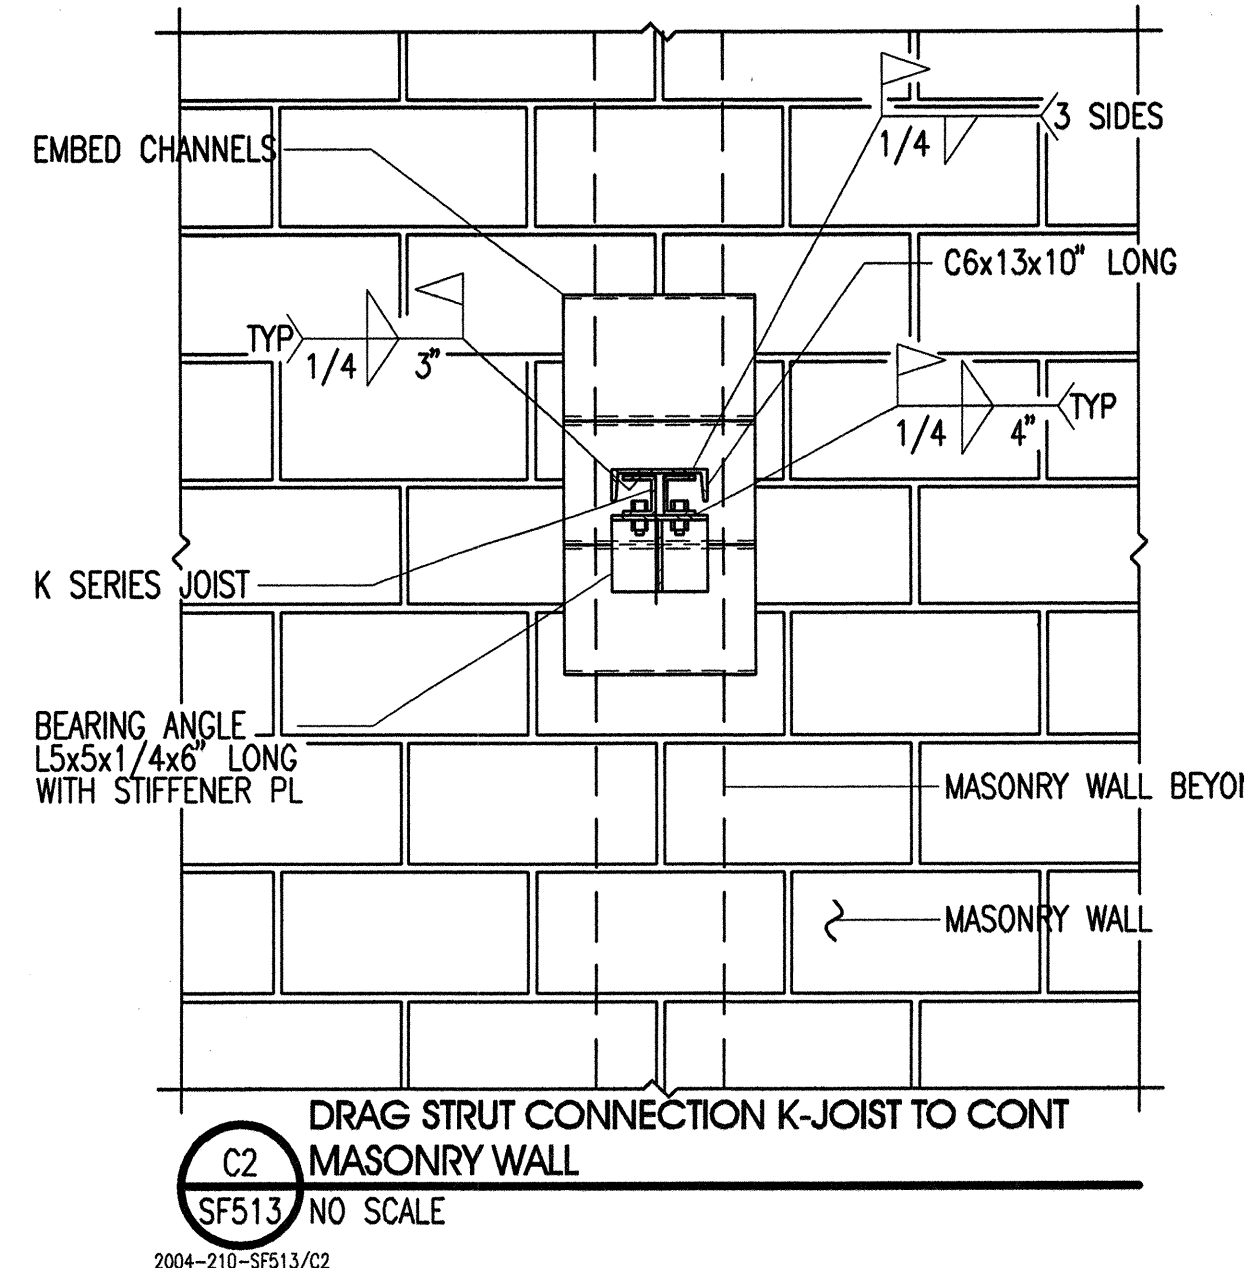 EMBED CHANNELS
1/4
3 SIDES
C6x13x10" LONG
TYP
1/4
3"
1/4
4"
TYP
K SERIES JOIST
BEARING ANGLE
L5x5x1/4x6" LONG
WITH STIFFENER PL
MASONRY WALL
MASONRY WALL
DRAG STRUT CONNECTION K-JOIST TO CONT
MASONRY WALL
C2
SF513
NO SCALE
2004-210-SF513/C2